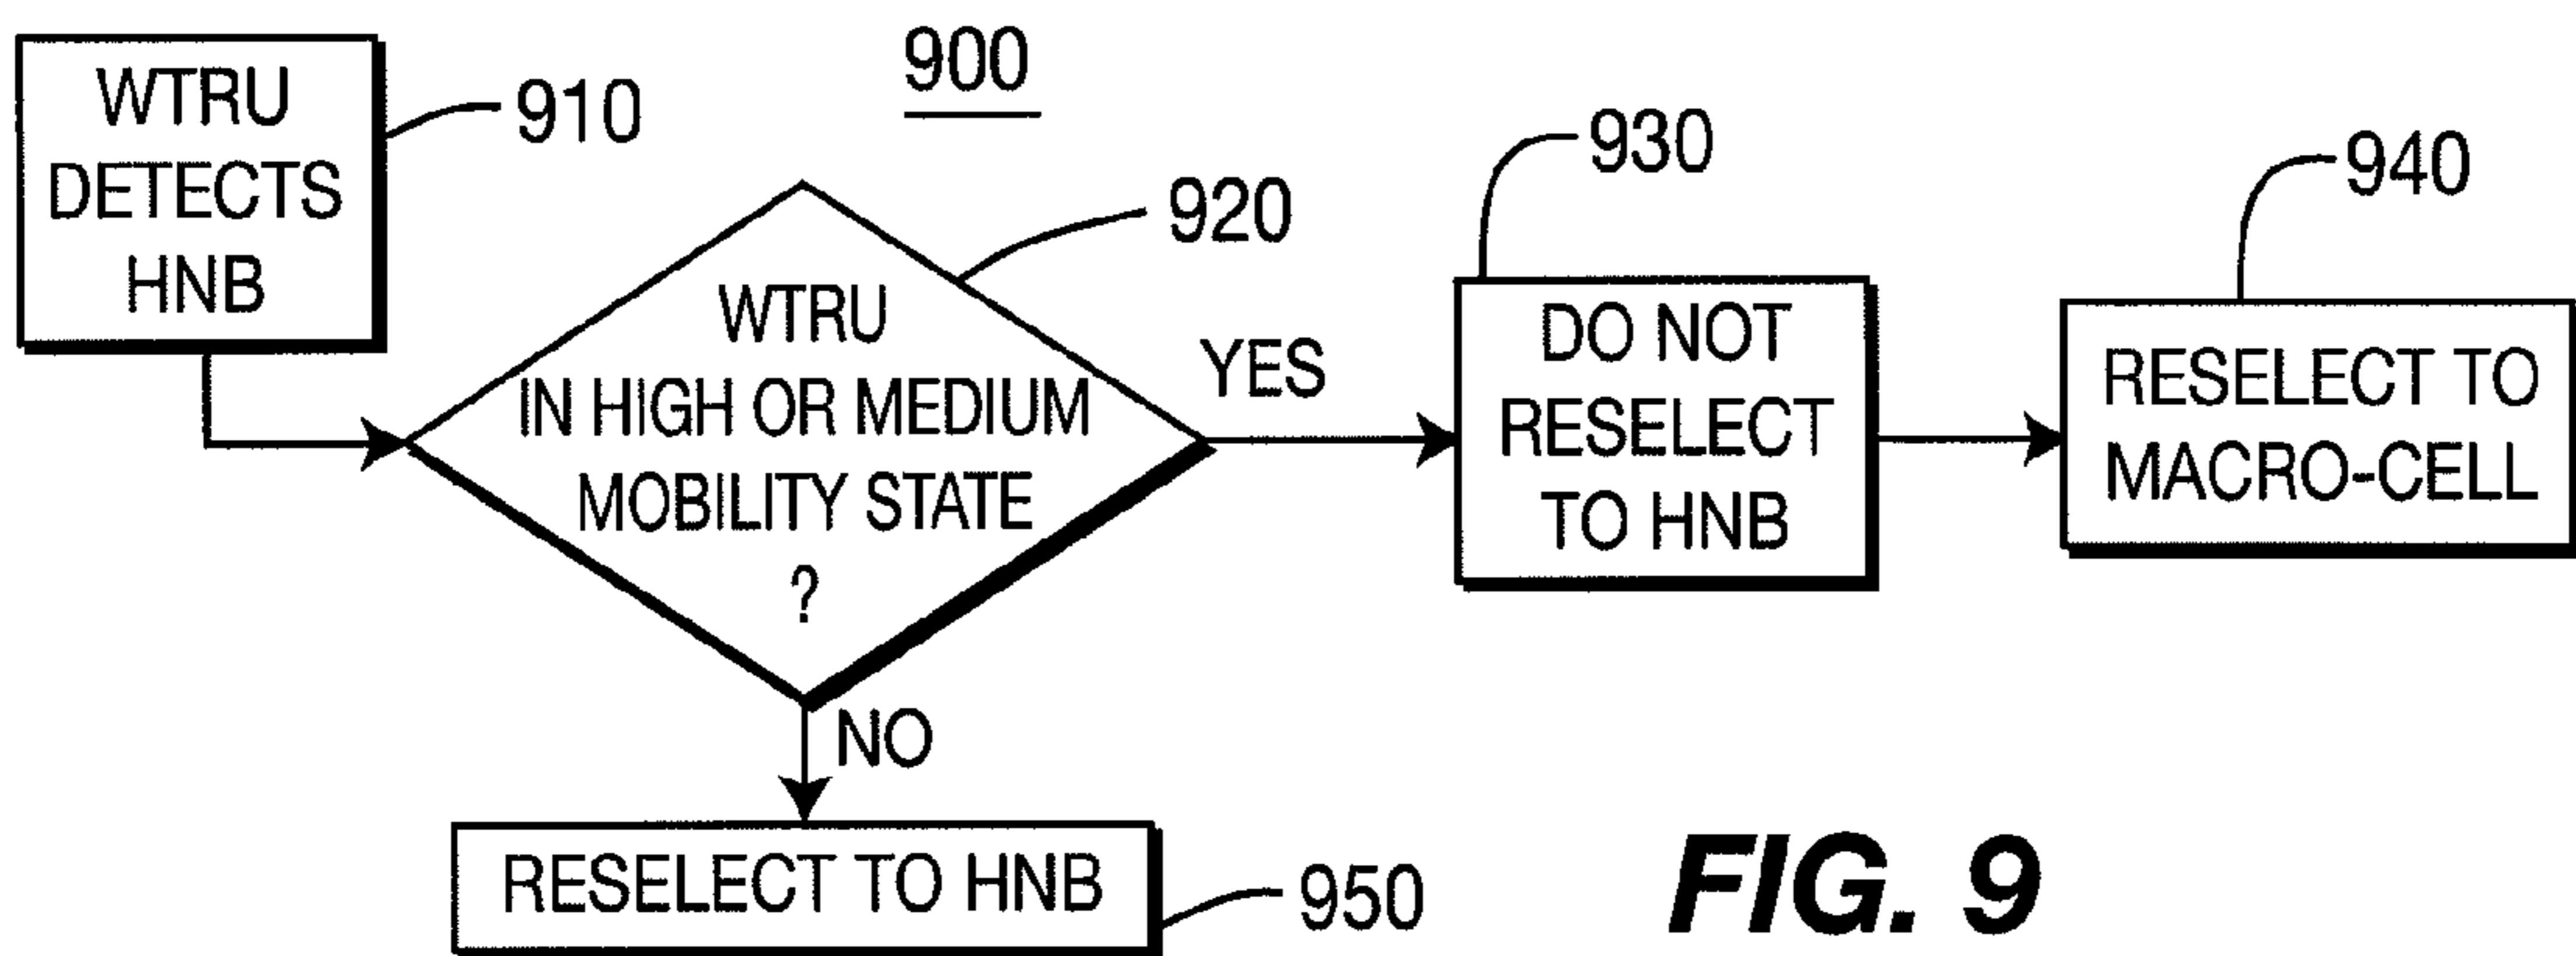 900
WTRU
DETECTS
HNB
910
WTRU
IN HIGH OR MEDIUM
MOBILITY STATE
?
920
YES
930
DO NOT
RESELECT
TO HNB
940
RESELECT TO
MACRO-CELL
NO
RESELECT TO HNB
950
FIG. 9